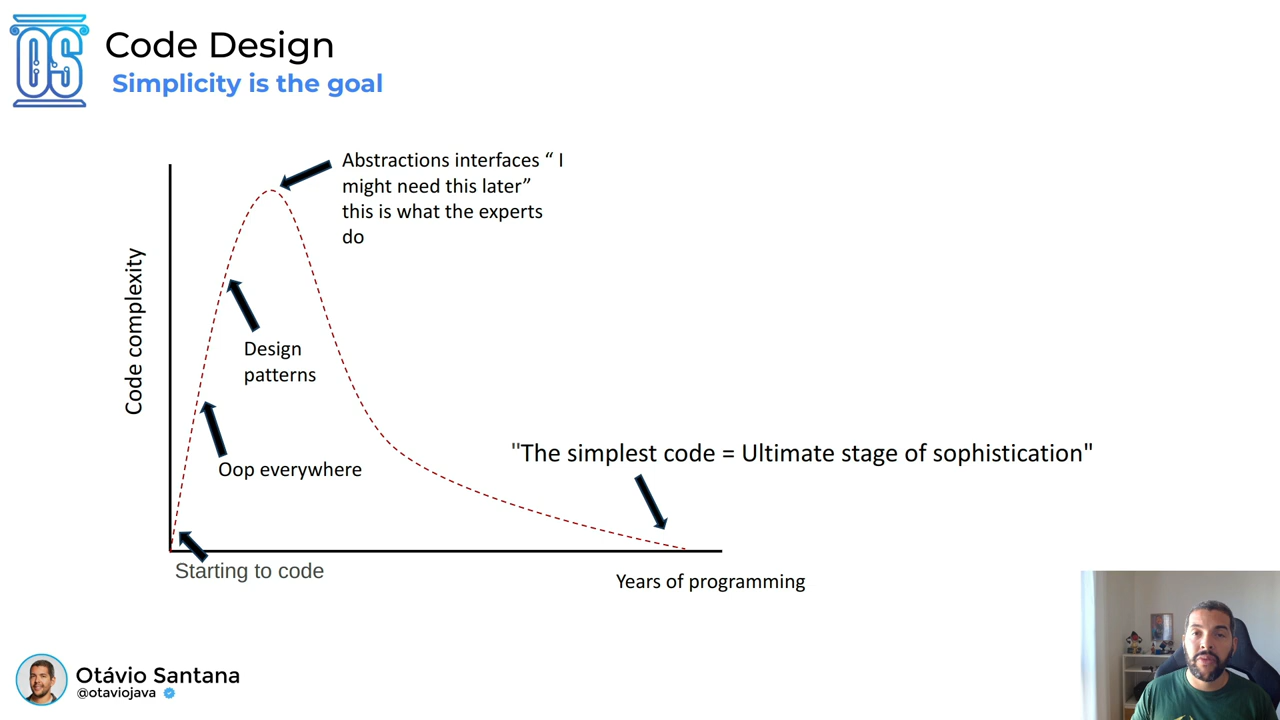 OS
Code Design
Simplicity is the goal
Abstractions interfaces “ I
might need this later”
this is what the experts
do
Code complexity
Design
patterns
Oop everywhere
"The simplest code = Ultimate stage of sophistication"
Starting to code
Years of programming
Otávio Santana
@otaviojava